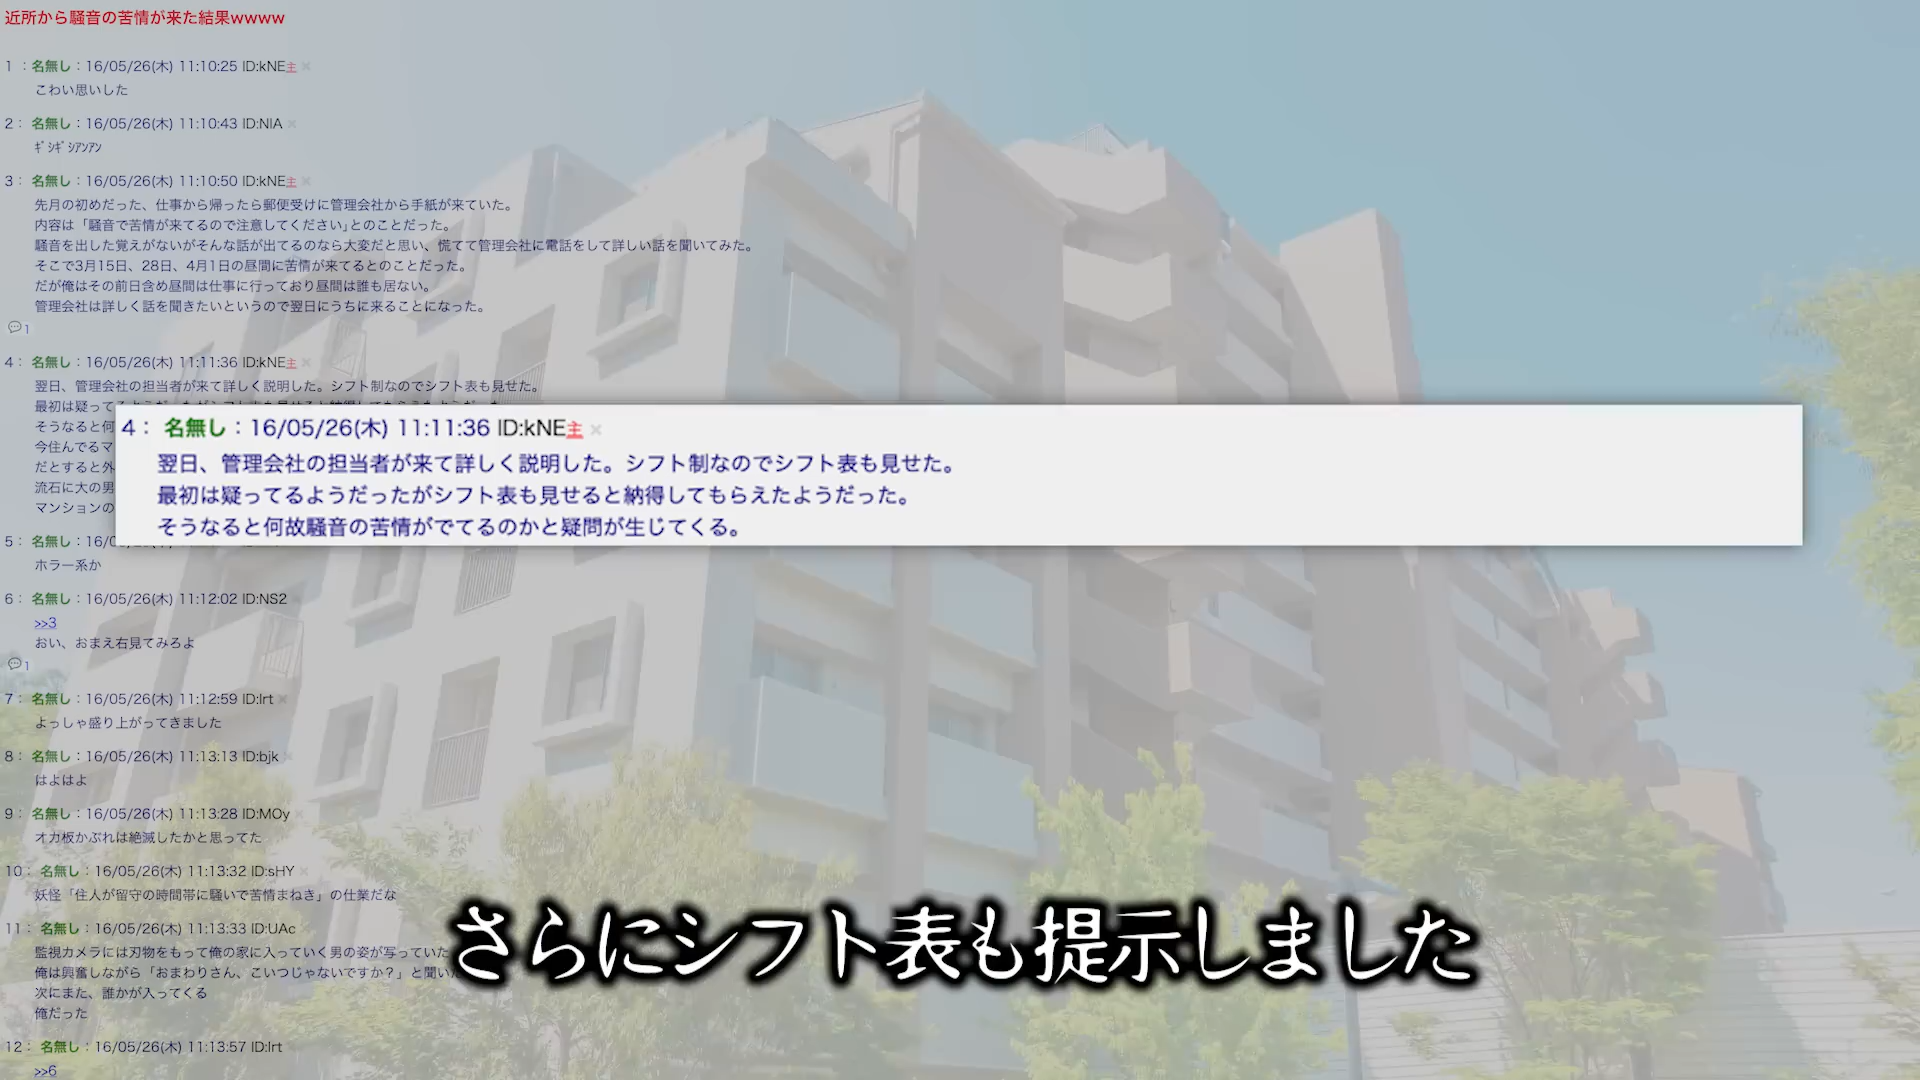 近所から騒音の苦情が来た結果wwww
1 : 名無し : 16/05/26(木) 11:10:25 ID:kNE主 ×
こわい思いした
2 : 名無し : 16/05/26(木) 11:10:43 ID:NIA ×
ｷﾞｼｷﾞｼｱﾝｱﾝ
3 : 名無し : 16/05/26(木) 11:10:50 ID:kNE主 ×
先月の初めだった、仕事から帰ったら郵便受けに管理会社から手紙が来ていた。
内容は「騒音で苦情が来てるので注意してください」とのことだった。
騒音を出した覚えがないがそんな話が出てるのなら大変だと思い、慌てて管理会社に電話をして詳しい話を聞いてみた。
そこで3月15日、28日、4月1日の昼間に苦情が来てるとのことだった。
だが俺はその前日含め昼間は仕事に行っており昼間は誰も居ない。
管理会社は詳しく話を聞きたいというので翌日にうちに来ることになった。
1
4 : 名無し : 16/05/26(木) 11:11:36 ID:kNE主 ×
翌日、管理会社の担当者が来て詳しく説明した。シフト制なのでシフト表も見せた。
最初は疑って
そうなると何
今住んでるマ
だとすると外
流石に大の男
マンションの
4 : 名無し : 16/05/26(木) 11:11:36 ID:kNE主 ×
翌日、管理会社の担当者が来て詳しく説明した。シフト制なのでシフト表も見せた。
最初は疑ってるようだったがシフト表も見せると納得してもらえたようだった。
そうなると何故騒音の苦情がでてるのかと疑問が生じてくる。
5 : 名無し : 16/0
ホラー系か
6 : 名無し : 16/05/26(木) 11:12:02 ID:NS2
>>3
おい、おまえ右見てみろよ
1
7 : 名無し : 16/05/26(木) 11:12:59 ID:lrt ×
よっしゃ盛り上がってきました
8 : 名無し : 16/05/26(木) 11:13:13 ID:bjk ×
はよはよ
9 : 名無し : 16/05/26(木) 11:13:28 ID:MOy ×
オカ板かぶれは絶滅したかと思ってた
10 : 名無し : 16/05/26(木) 11:13:32 ID:sHY ×
妖怪「住人が留守の時間帯に騒いで苦情まねき」の仕業だな
11 : 名無し : 16/05/26(木) 11:13:33 ID:UAc
監視カメラには刃物をもって俺の家に入っていく男の姿が写っていた
俺は興奮しながら「おまわりさん、こいつじゃないですか？」と聞い
次にまた、誰かが入ってくる
俺だった
12 : 名無し : 16/05/26(木) 11:13:57 ID:lrt
>>6
さらにシフト表も提示しました